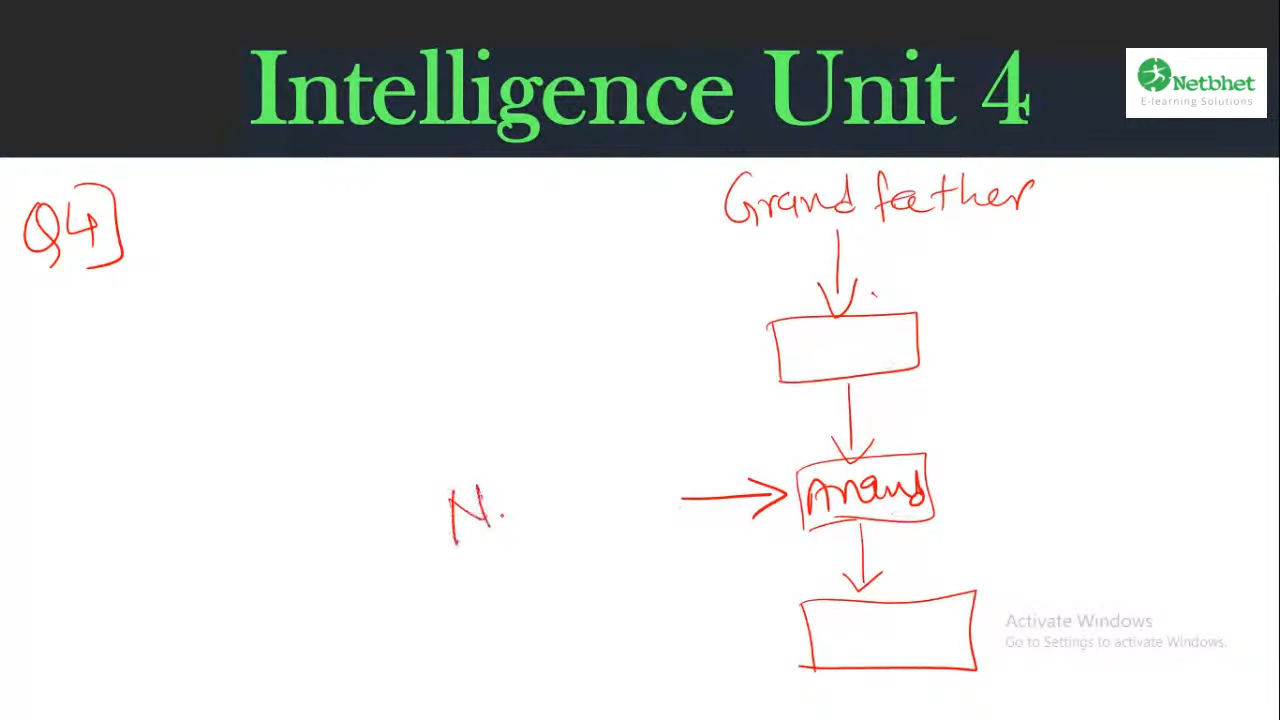 Intelligence Unit 4
Netbhet
E-learning Solutions
Q4]
Grand father
Anand
N.
Activate Windows
Go to Settings to activate Windows.